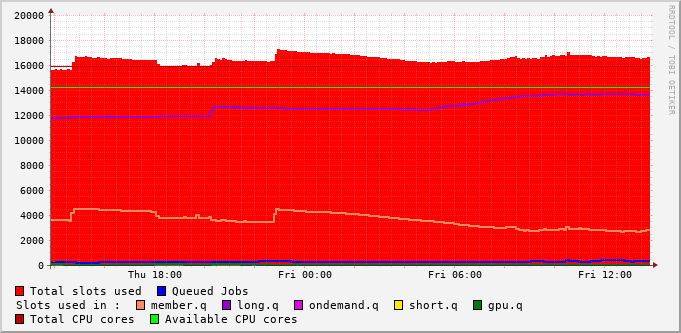 RRDTOOL / TOBI OETIKER
20000
18000
16000
14000
12000
10000
8000
6000
4000
2000
0
Thu 18:00 Fri 00:00 Fri 06:00 Fri 12:00
Total slots used Queued Jobs
Slots used in : member.q long.q ondemand.q short.q gpu.q
Total CPU cores Available CPU cores